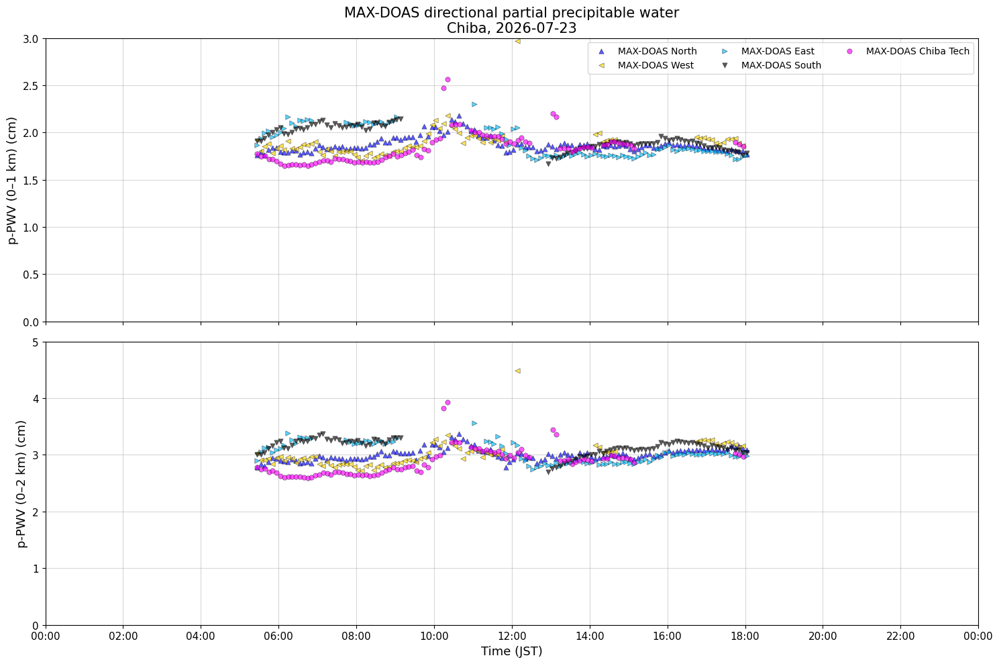 MAX-DOAS directional partial precipitable water
Chiba, 2026-07-23
3.0
2.5
2.0
1.5
1.0
0.5
0.0
p-PWV (0–1 km) (cm)
MAX-DOAS North
MAX-DOAS West
MAX-DOAS East
MAX-DOAS South
MAX-DOAS Chiba Tech
5
4
3
2
1
0
p-PWV (0–2 km) (cm)
00:00 02:00 04:00 06:00 08:00 10:00 12:00 14:00 16:00 18:00 20:00 22:00 00:00
Time (JST)